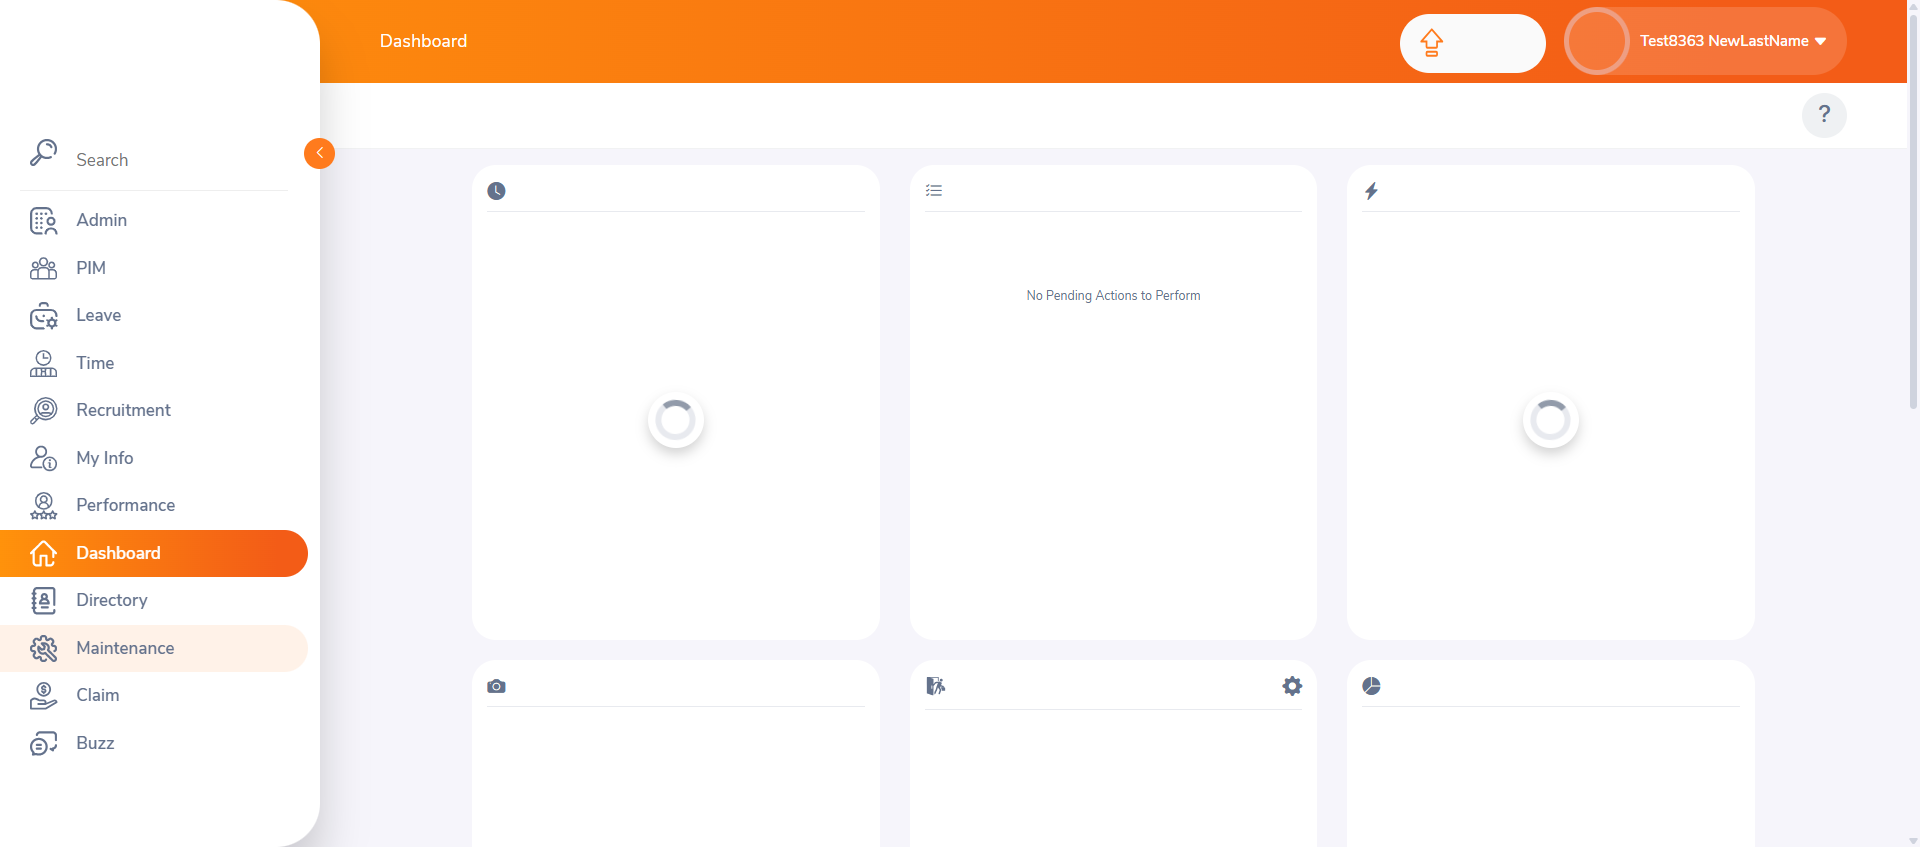 Dashboard
Test8363 NewLastName
?
Search
Admin
PIM
Leave
Time
Recruitment
My Info
Performance
Dashboard
Directory
Maintenance
Claim
Buzz
No Pending Actions to Perform